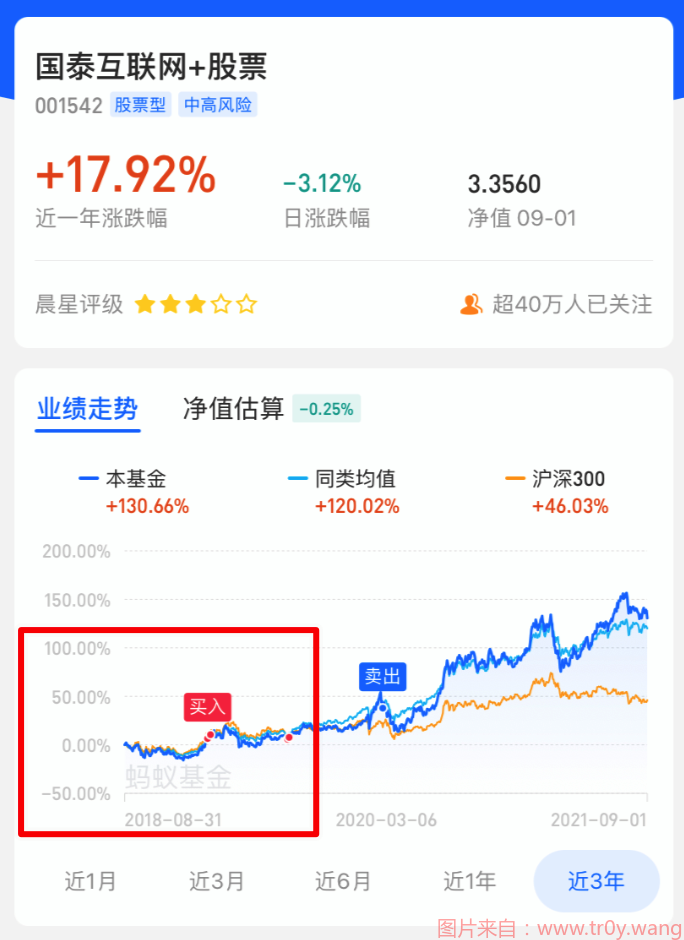 国泰互联网+股票
001542 股票型 中高风险
+17.92% -3.12% 3.3560
近一年涨跌幅 日涨跌幅 净值 09-01
晨星评级 超40万人已关注
业绩走势 净值估算 -0.25%
本基金 同类均值 沪深300
+130.66% +120.02% +46.03%
200.00%
150.00%
100.00%
50.00%
0.00%
-50.00%
买入
卖出
蚂蚁基金
2018-08-31 2020-03-06 2021-09-01
近1月 近3月 近6月 近1年 近3年
图片来自：www.tr0y.wang